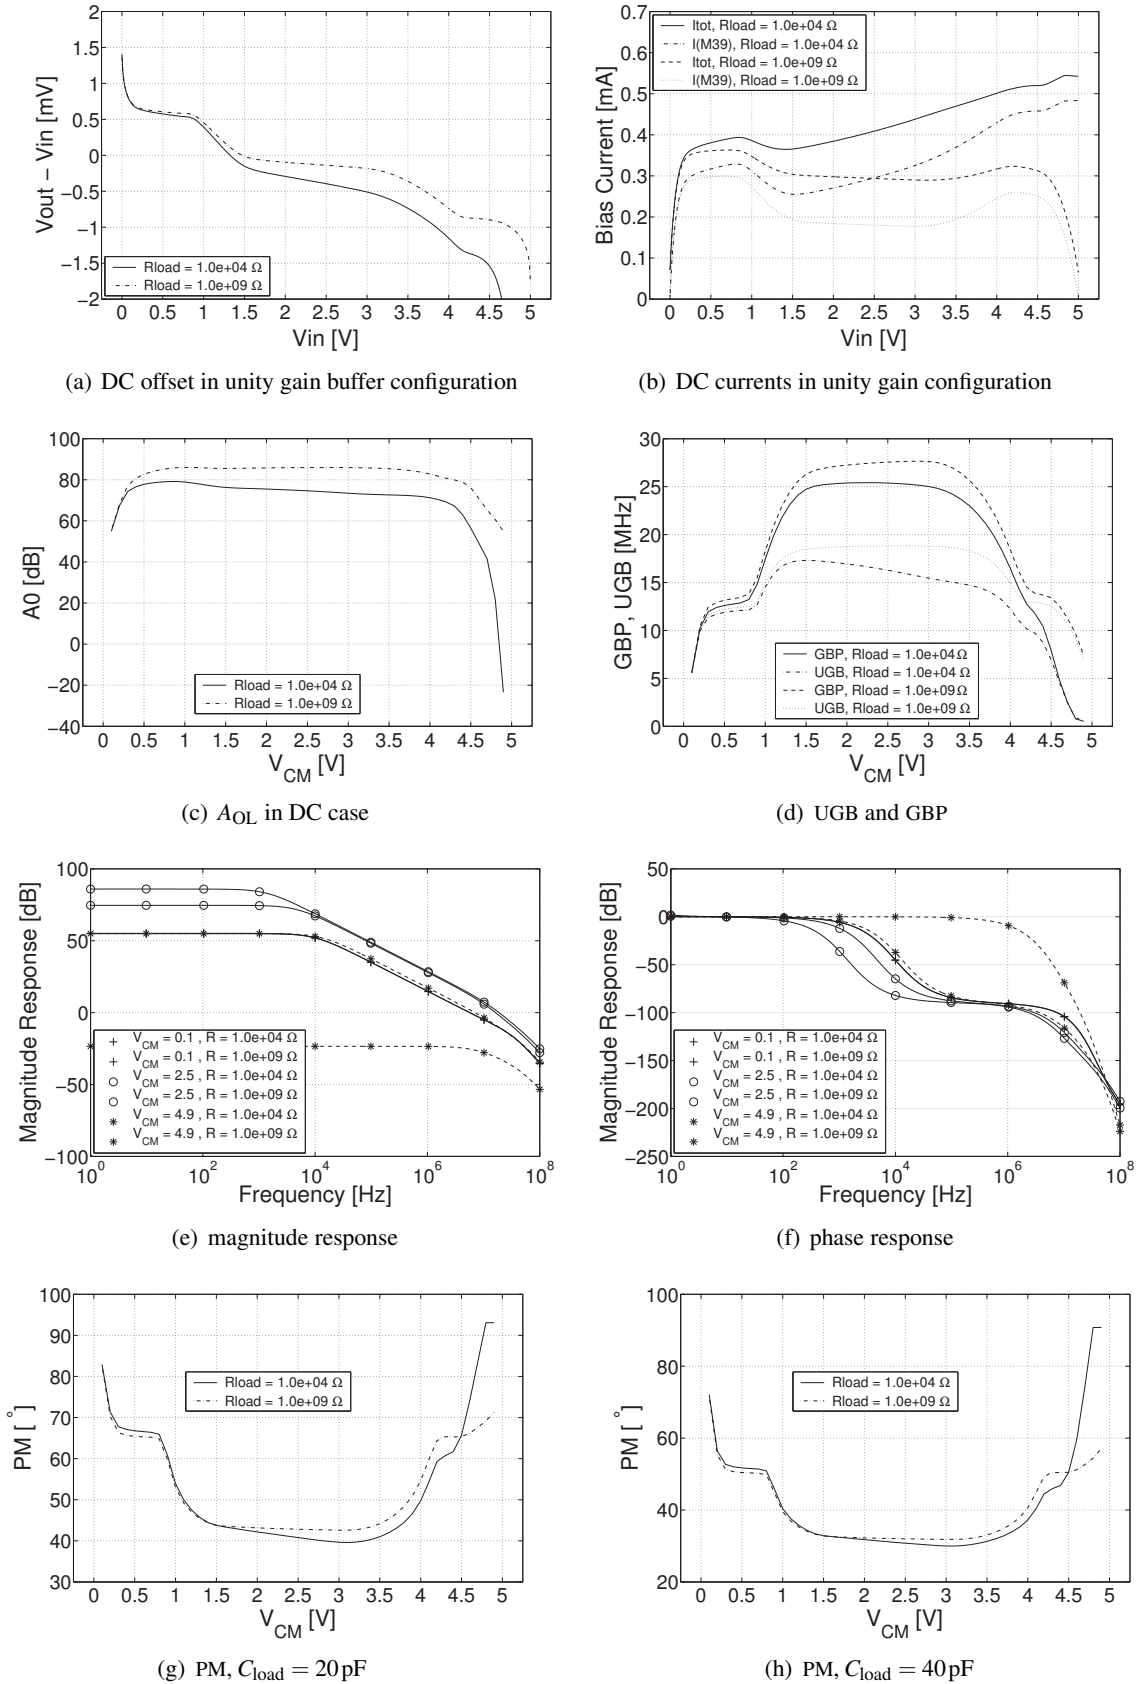 2
1.5
1
0.5
0
−0.5
−1
−1.5
−2
Vout − Vin [mV]
Rload = 1.0e+04 Ω
Rload = 1.0e+09 Ω
0 0.5 1 1.5 2 2.5 3 3.5 4 4.5 5
Vin [V]
(a) DC offset in unity gain buffer configuration
0.7
0.6
0.5
0.4
0.3
0.2
0.1
0
Bias Current [mA]
Itot, Rload = 1.0e+04 Ω
I(M39), Rload = 1.0e+04 Ω
Itot, Rload = 1.0e+09 Ω
I(M39), Rload = 1.0e+09 Ω
0 0.5 1 1.5 2 2.5 3 3.5 4 4.5 5
Vin [V]
(b) DC currents in unity gain configuration
100
80
60
40
20
0
−20
−40
A0 [dB]
Rload = 1.0e+04 Ω
Rload = 1.0e+09 Ω
0 0.5 1 1.5 2 2.5 3 3.5 4 4.5 5
V_CM [V]
(c) A_OL in DC case
30
25
20
15
10
5
0
GBP, UGB [MHz]
GBP, Rload = 1.0e+04 Ω
UGB, Rload = 1.0e+04 Ω
GBP, Rload = 1.0e+09 Ω
UGB, Rload = 1.0e+09 Ω
0 0.5 1 1.5 2 2.5 3 3.5 4 4.5 5
V_CM [V]
(d) UGB and GBP
100
50
0
−50
−100
Magnitude Response [dB]
V_CM = 0.1 , R = 1.0e+04 Ω
V_CM = 0.1 , R = 1.0e+09 Ω
V_CM = 2.5 , R = 1.0e+04 Ω
V_CM = 2.5 , R = 1.0e+09 Ω
V_CM = 4.9 , R = 1.0e+04 Ω
V_CM = 4.9 , R = 1.0e+09 Ω
10^0 10^2 10^4 10^6 10^8
Frequency [Hz]
(e) magnitude response
50
0
−50
−100
−150
−200
−250
Magnitude Response [dB]
V_CM = 0.1 , R = 1.0e+04 Ω
V_CM = 0.1 , R = 1.0e+09 Ω
V_CM = 2.5 , R = 1.0e+04 Ω
V_CM = 2.5 , R = 1.0e+09 Ω
V_CM = 4.9 , R = 1.0e+04 Ω
V_CM = 4.9 , R = 1.0e+09 Ω
10^0 10^2 10^4 10^6 10^8
Frequency [Hz]
(f) phase response
100
90
80
70
60
50
40
30
PM [ °]
Rload = 1.0e+04 Ω
Rload = 1.0e+09 Ω
0 0.5 1 1.5 2 2.5 3 3.5 4 4.5 5
V_CM [V]
(g) PM, C_load = 20 pF
100
80
60
40
20
PM [ °]
Rload = 1.0e+04 Ω
Rload = 1.0e+09 Ω
0 0.5 1 1.5 2 2.5 3 3.5 4 4.5 5
V_CM [V]
(h) PM, C_load = 40 pF